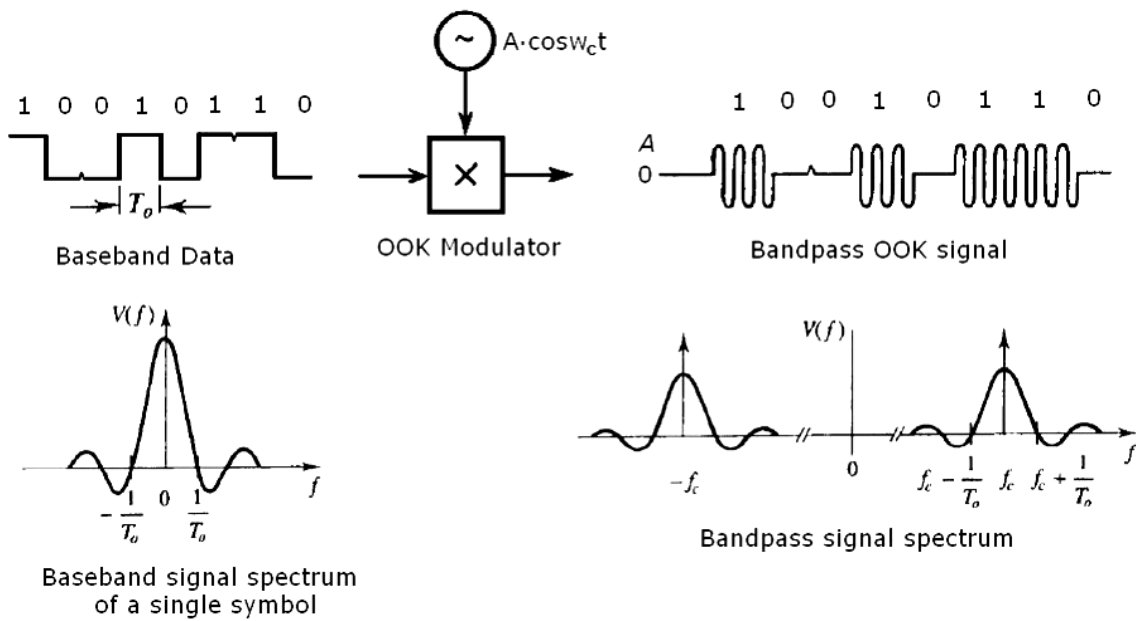 ~ A·cosw_ct
1 0 0 1 0 1 1 0
T_o
Baseband Data
×
OOK Modulator
1 0 0 1 0 1 1 0
A
0
Bandpass OOK signal
V(f)
f
-1/T_o 0 1/T_o
Baseband signal spectrum
of a single symbol
V(f)
f
-f_c 0 f_c - 1/T_o f_c f_c + 1/T_o
Bandpass signal spectrum